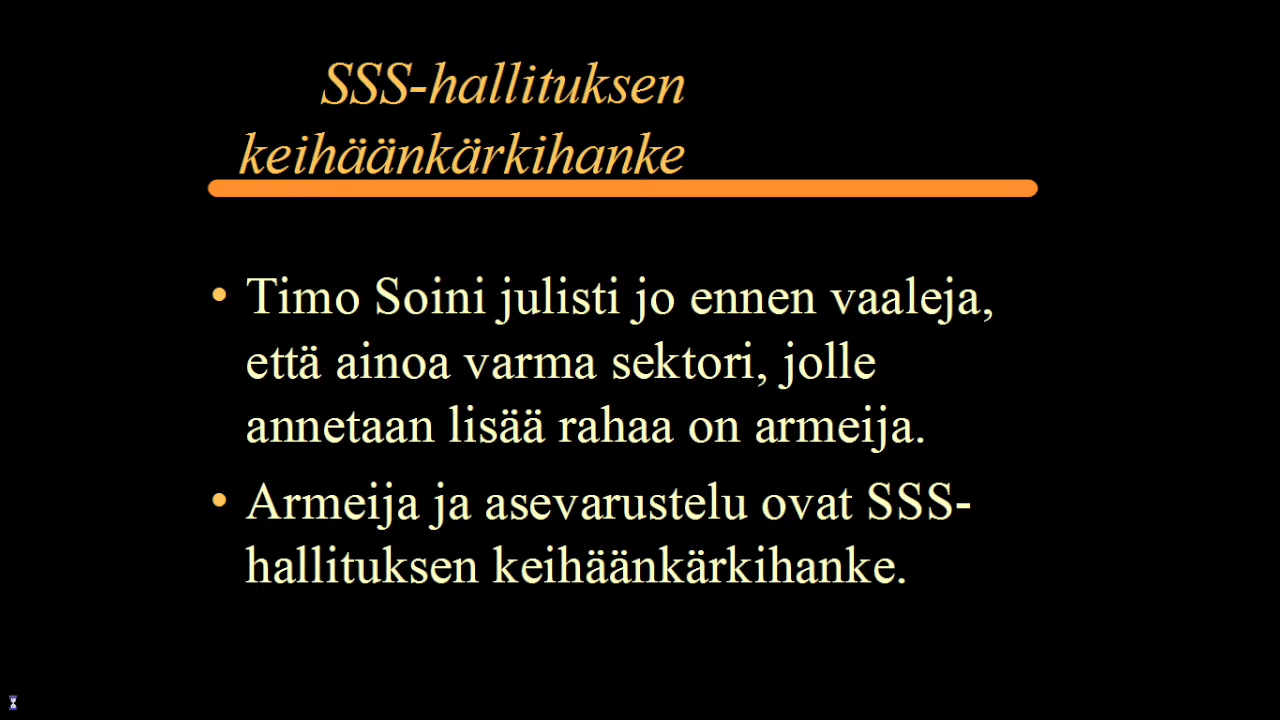 SSS-hallituksen
keihäänkärkihanke
• Timo Soini julisti jo ennen vaaleja,
että ainoa varma sektori, jolle
annetaan lisää rahaa on armeija.
• Armeija ja asevarustelu ovat SSS-
hallituksen keihäänkärkihanke.